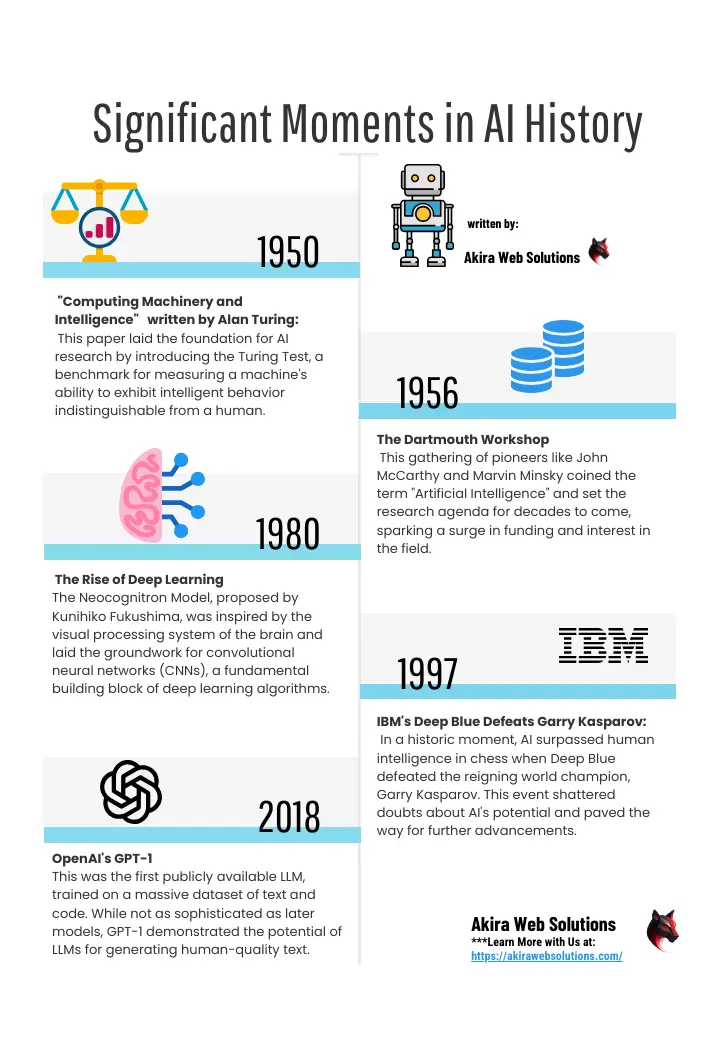 Significant Moments in AI History
written by:
Akira Web Solutions
1950
"Computing Machinery and
Intelligence" written by Alan Turing:
This paper laid the foundation for AI
research by introducing the Turing Test, a
benchmark for measuring a machine's
ability to exhibit intelligent behavior
indistinguishable from a human.
1956
The Dartmouth Workshop
This gathering of pioneers like John
McCarthy and Marvin Minsky coined the
term "Artificial Intelligence" and set the
research agenda for decades to come,
sparking a surge in funding and interest in
the field.
1980
The Rise of Deep Learning
The Neocognitron Model, proposed by
Kunihiko Fukushima, was inspired by the
visual processing system of the brain and
laid the groundwork for convolutional
neural networks (CNNs), a fundamental
building block of deep learning algorithms.
IBM
1997
IBM's Deep Blue Defeats Garry Kasparov:
In a historic moment, AI surpassed human
intelligence in chess when Deep Blue
defeated the reigning world champion,
Garry Kasparov. This event shattered
doubts about AI's potential and paved the
way for further advancements.
2018
OpenAI's GPT-1
This was the first publicly available LLM,
trained on a massive dataset of text and
code. While not as sophisticated as later
models, GPT-1 demonstrated the potential of
LLMs for generating human-quality text.
Akira Web Solutions
***Learn More with Us at:
https://akirawebsolutions.com/